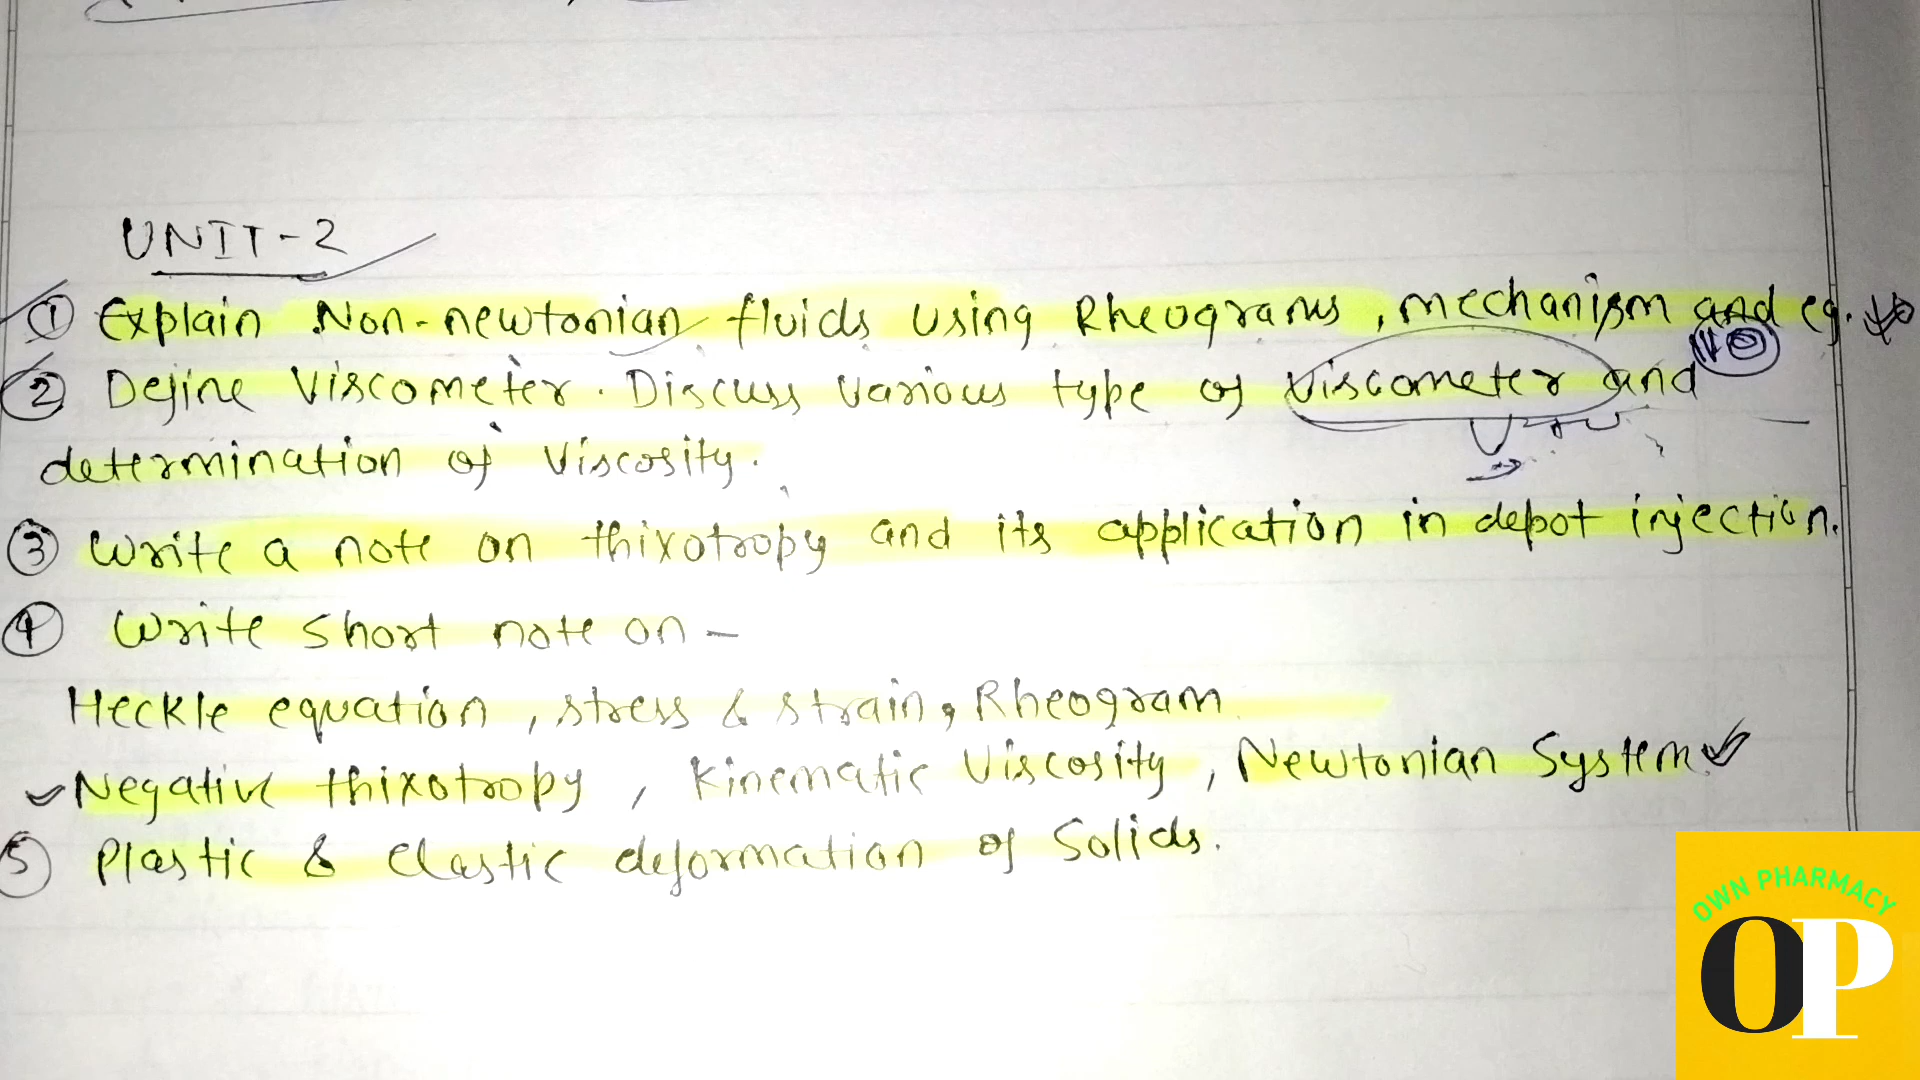 UNIT-2
① Explain Non-newtonian fluids using Rheograms, mechanism and eg.
② Define Viscometer. Discuss various type of viscometer and
determination of Viscosity.
③ Write a note on thixotropy and its application in depot injection.
④ Write short note on -
Heckle equation, stress & strain, Rheogram
Negative thixotropy, Kinematic Viscosity, Newtonian System
⑤ Plastic & Elastic deformation of Solids.
OWN PHARMACY
OP